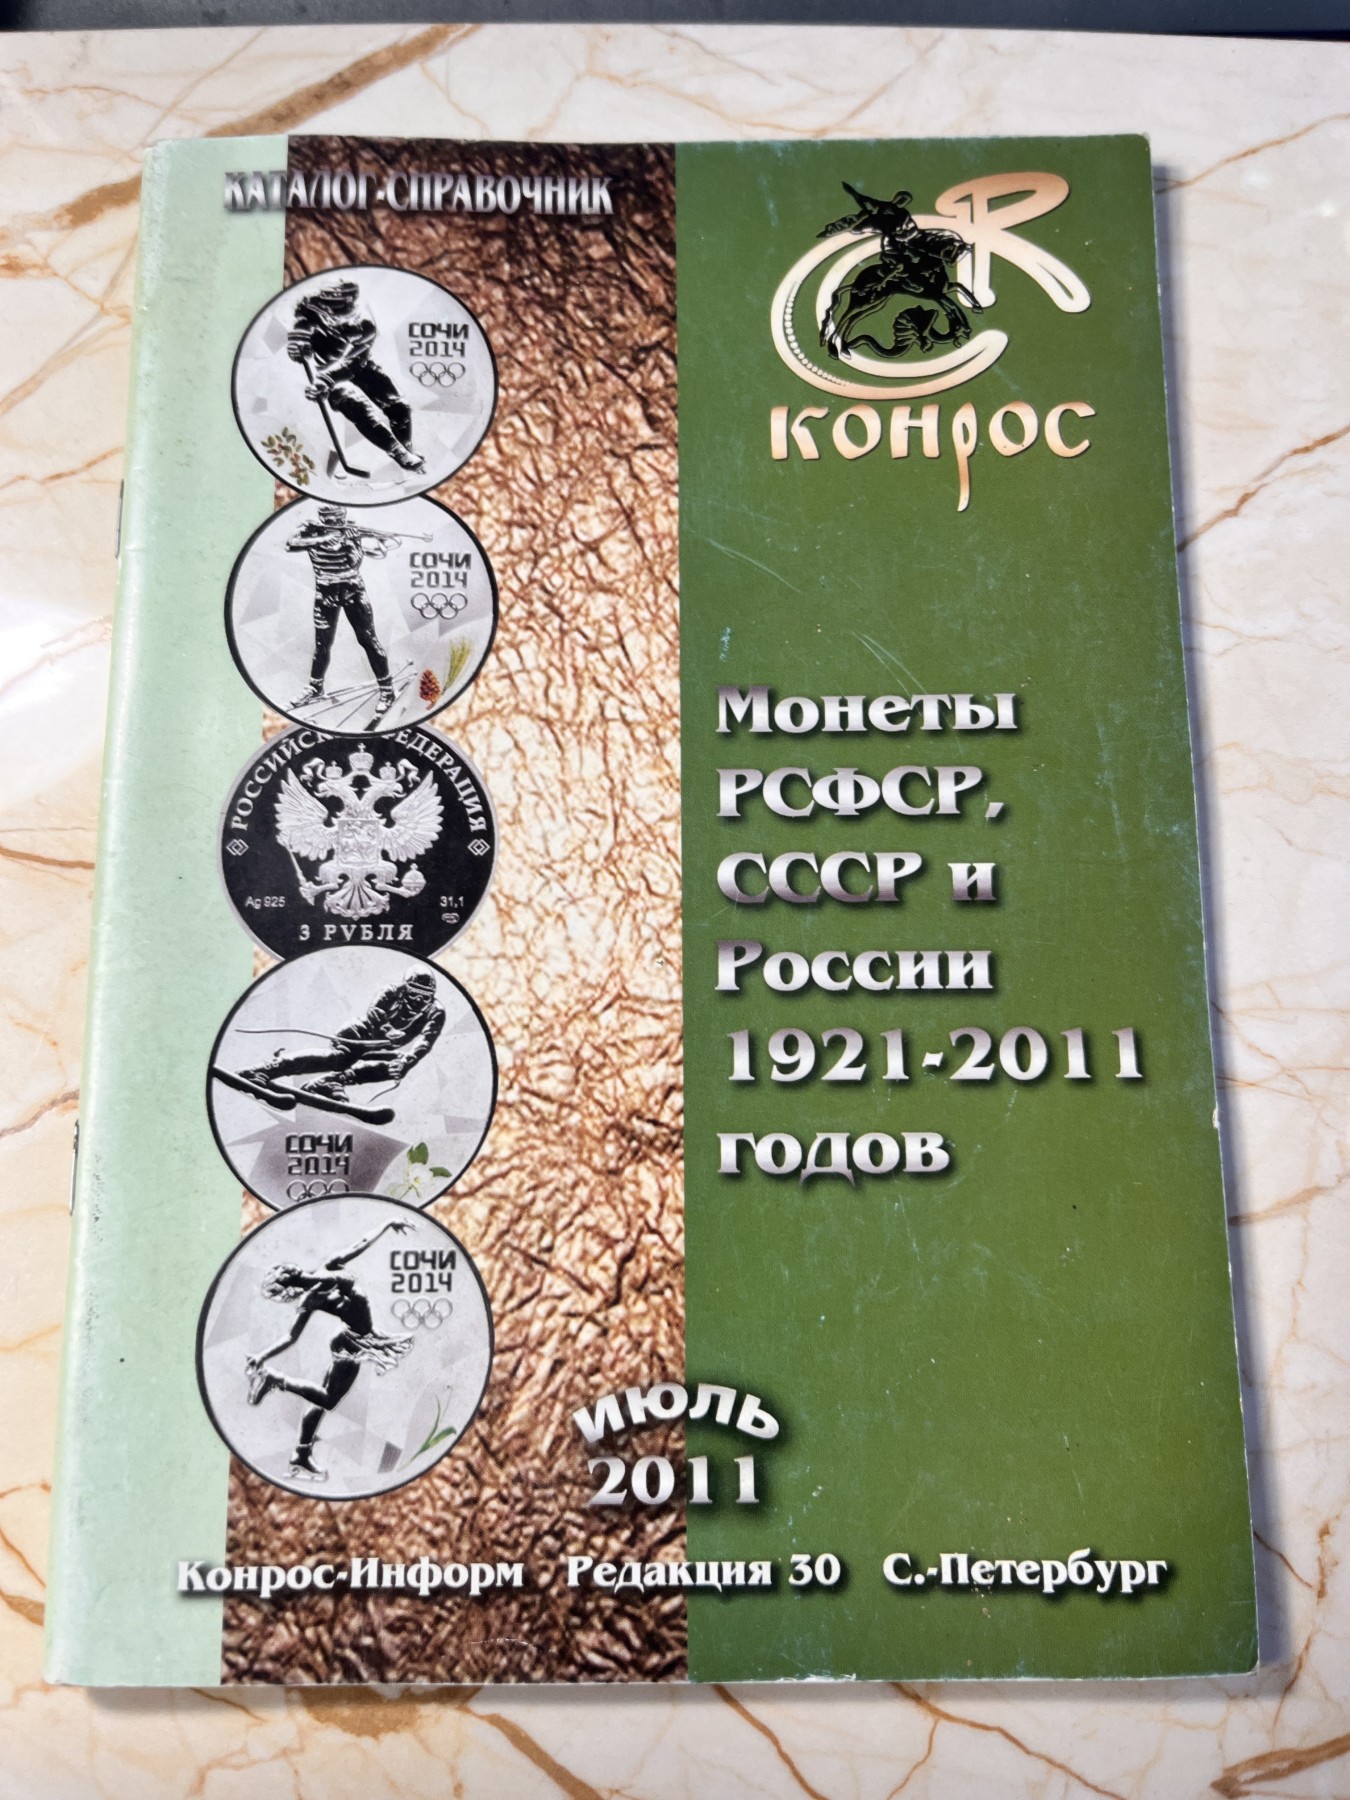 КАТАЛОГ-СПРАВОЧНИК
CR
КОНРОС
СОЧИ
2014
СОЧИ
2014
РОССИЙСКАЯ ФЕДЕРАЦИЯ
Ag 925
31,1
3 РУБЛЯ
СОЧИ
2014
СОЧИ
2014
Монеты
РСФСР,
СССР и
России
1921-2011
годов
ИЮЛЬ
2011
Конрос-Информ Редакция 30 С.-Петербург